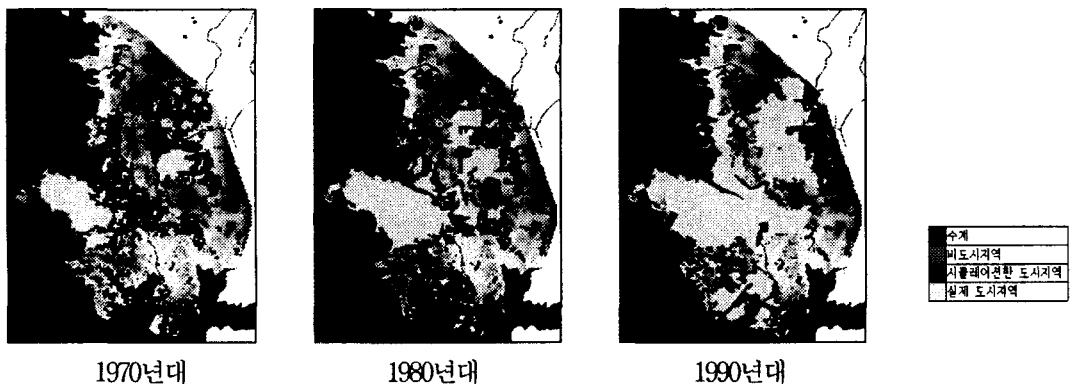 1970년대
1980년대
1990년대
수계
비도시지역
시뮬레이션한 도시지역
실제 도시지역